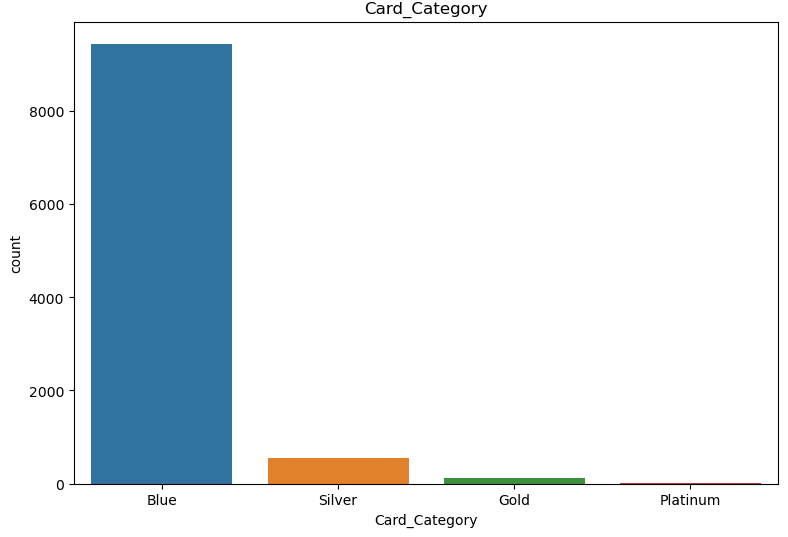 Card_Category
count
8000
6000
4000
2000
0
Blue
Silver
Gold
Platinum
Card_Category